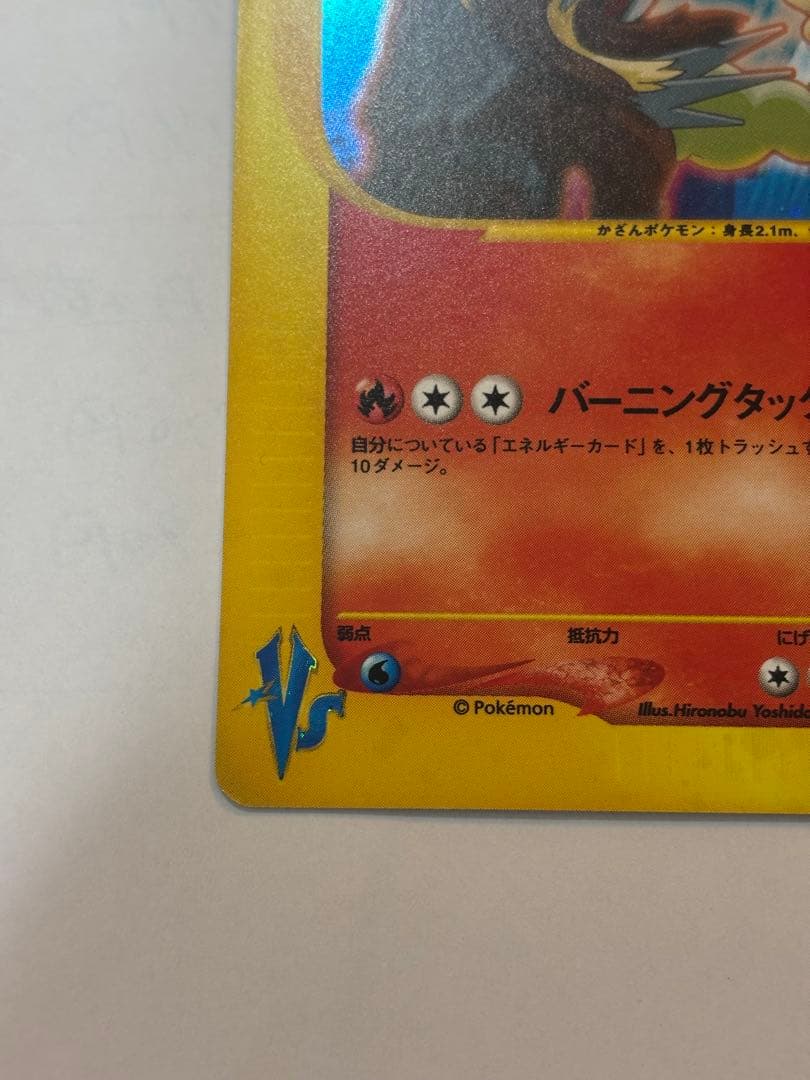 かざんポケモン：身長2.1m、
バーニングタック
自分についている「エネルギーカード」を、1枚トラッシュす
10ダメージ。
弱点
抵抗力
にげ
VS
© Pokémon
Illus.Hironobu Yoshida